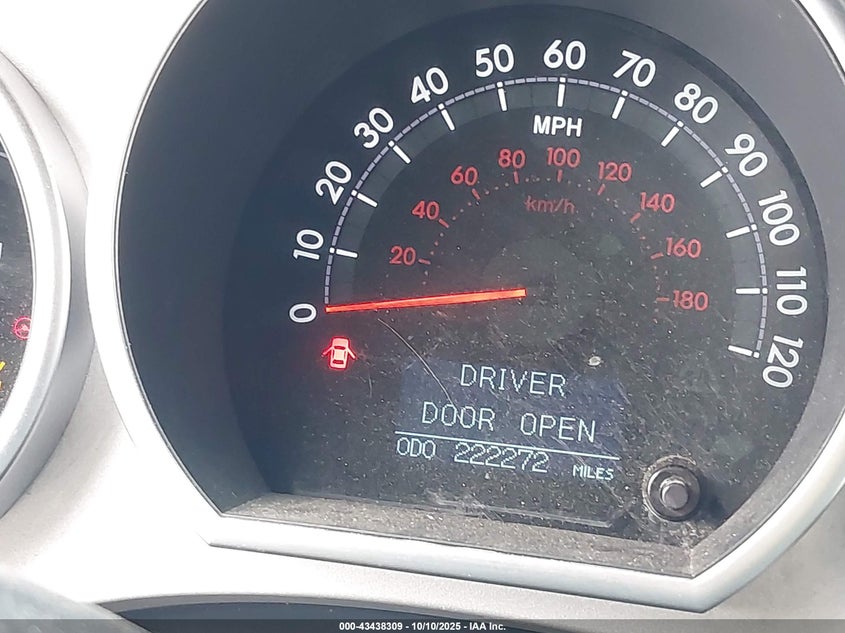 0 10 20 30 40 50 60 70 80 90 100 110 120
MPH
20 40 60 80 100 120 140 160 180
km/h
DRIVER
DOOR OPEN
ODO 222272 MILES
000-43438309 - 10/10/2025 - IAA Inc.